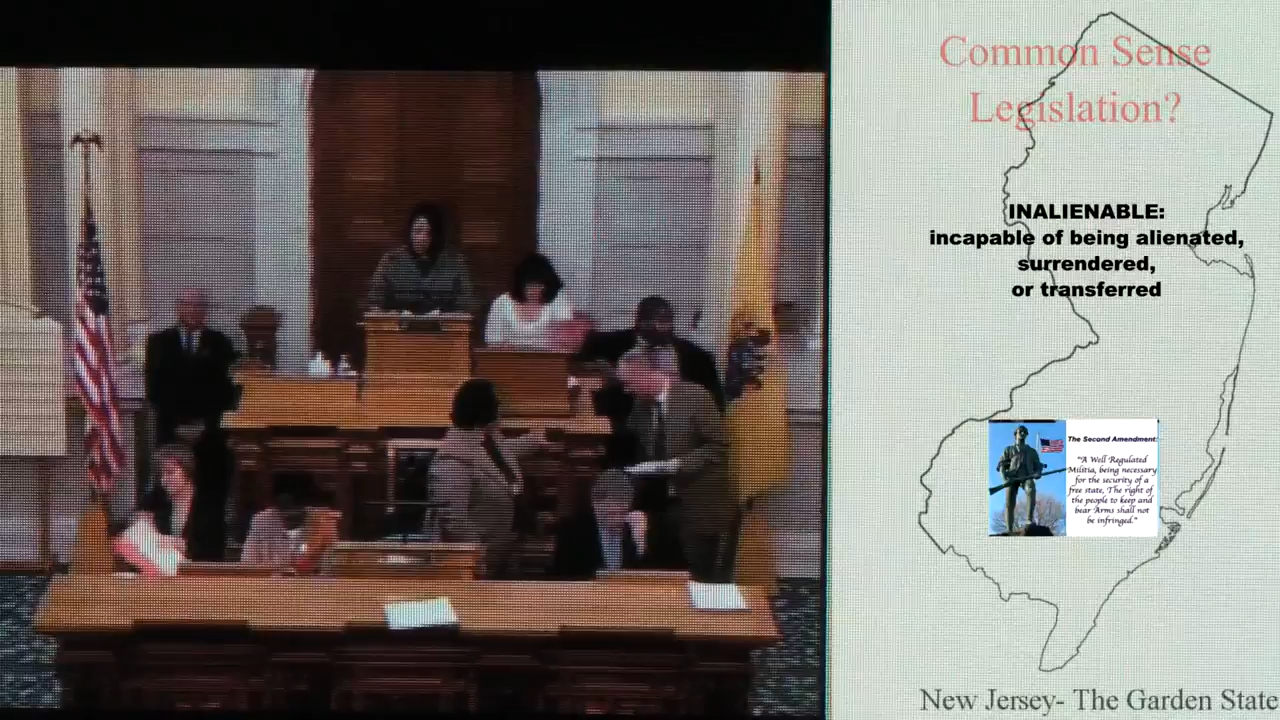 Common Sense
Legislation?
INALIENABLE:
incapable of being alienated,
surrendered,
or transferred
The Second Amendment:
"A Well Regulated
Militia, being necessary
for the security of a
free state, The right of
the people to keep and
bear Arms shall not
be infringed."
New Jersey- The Garden State